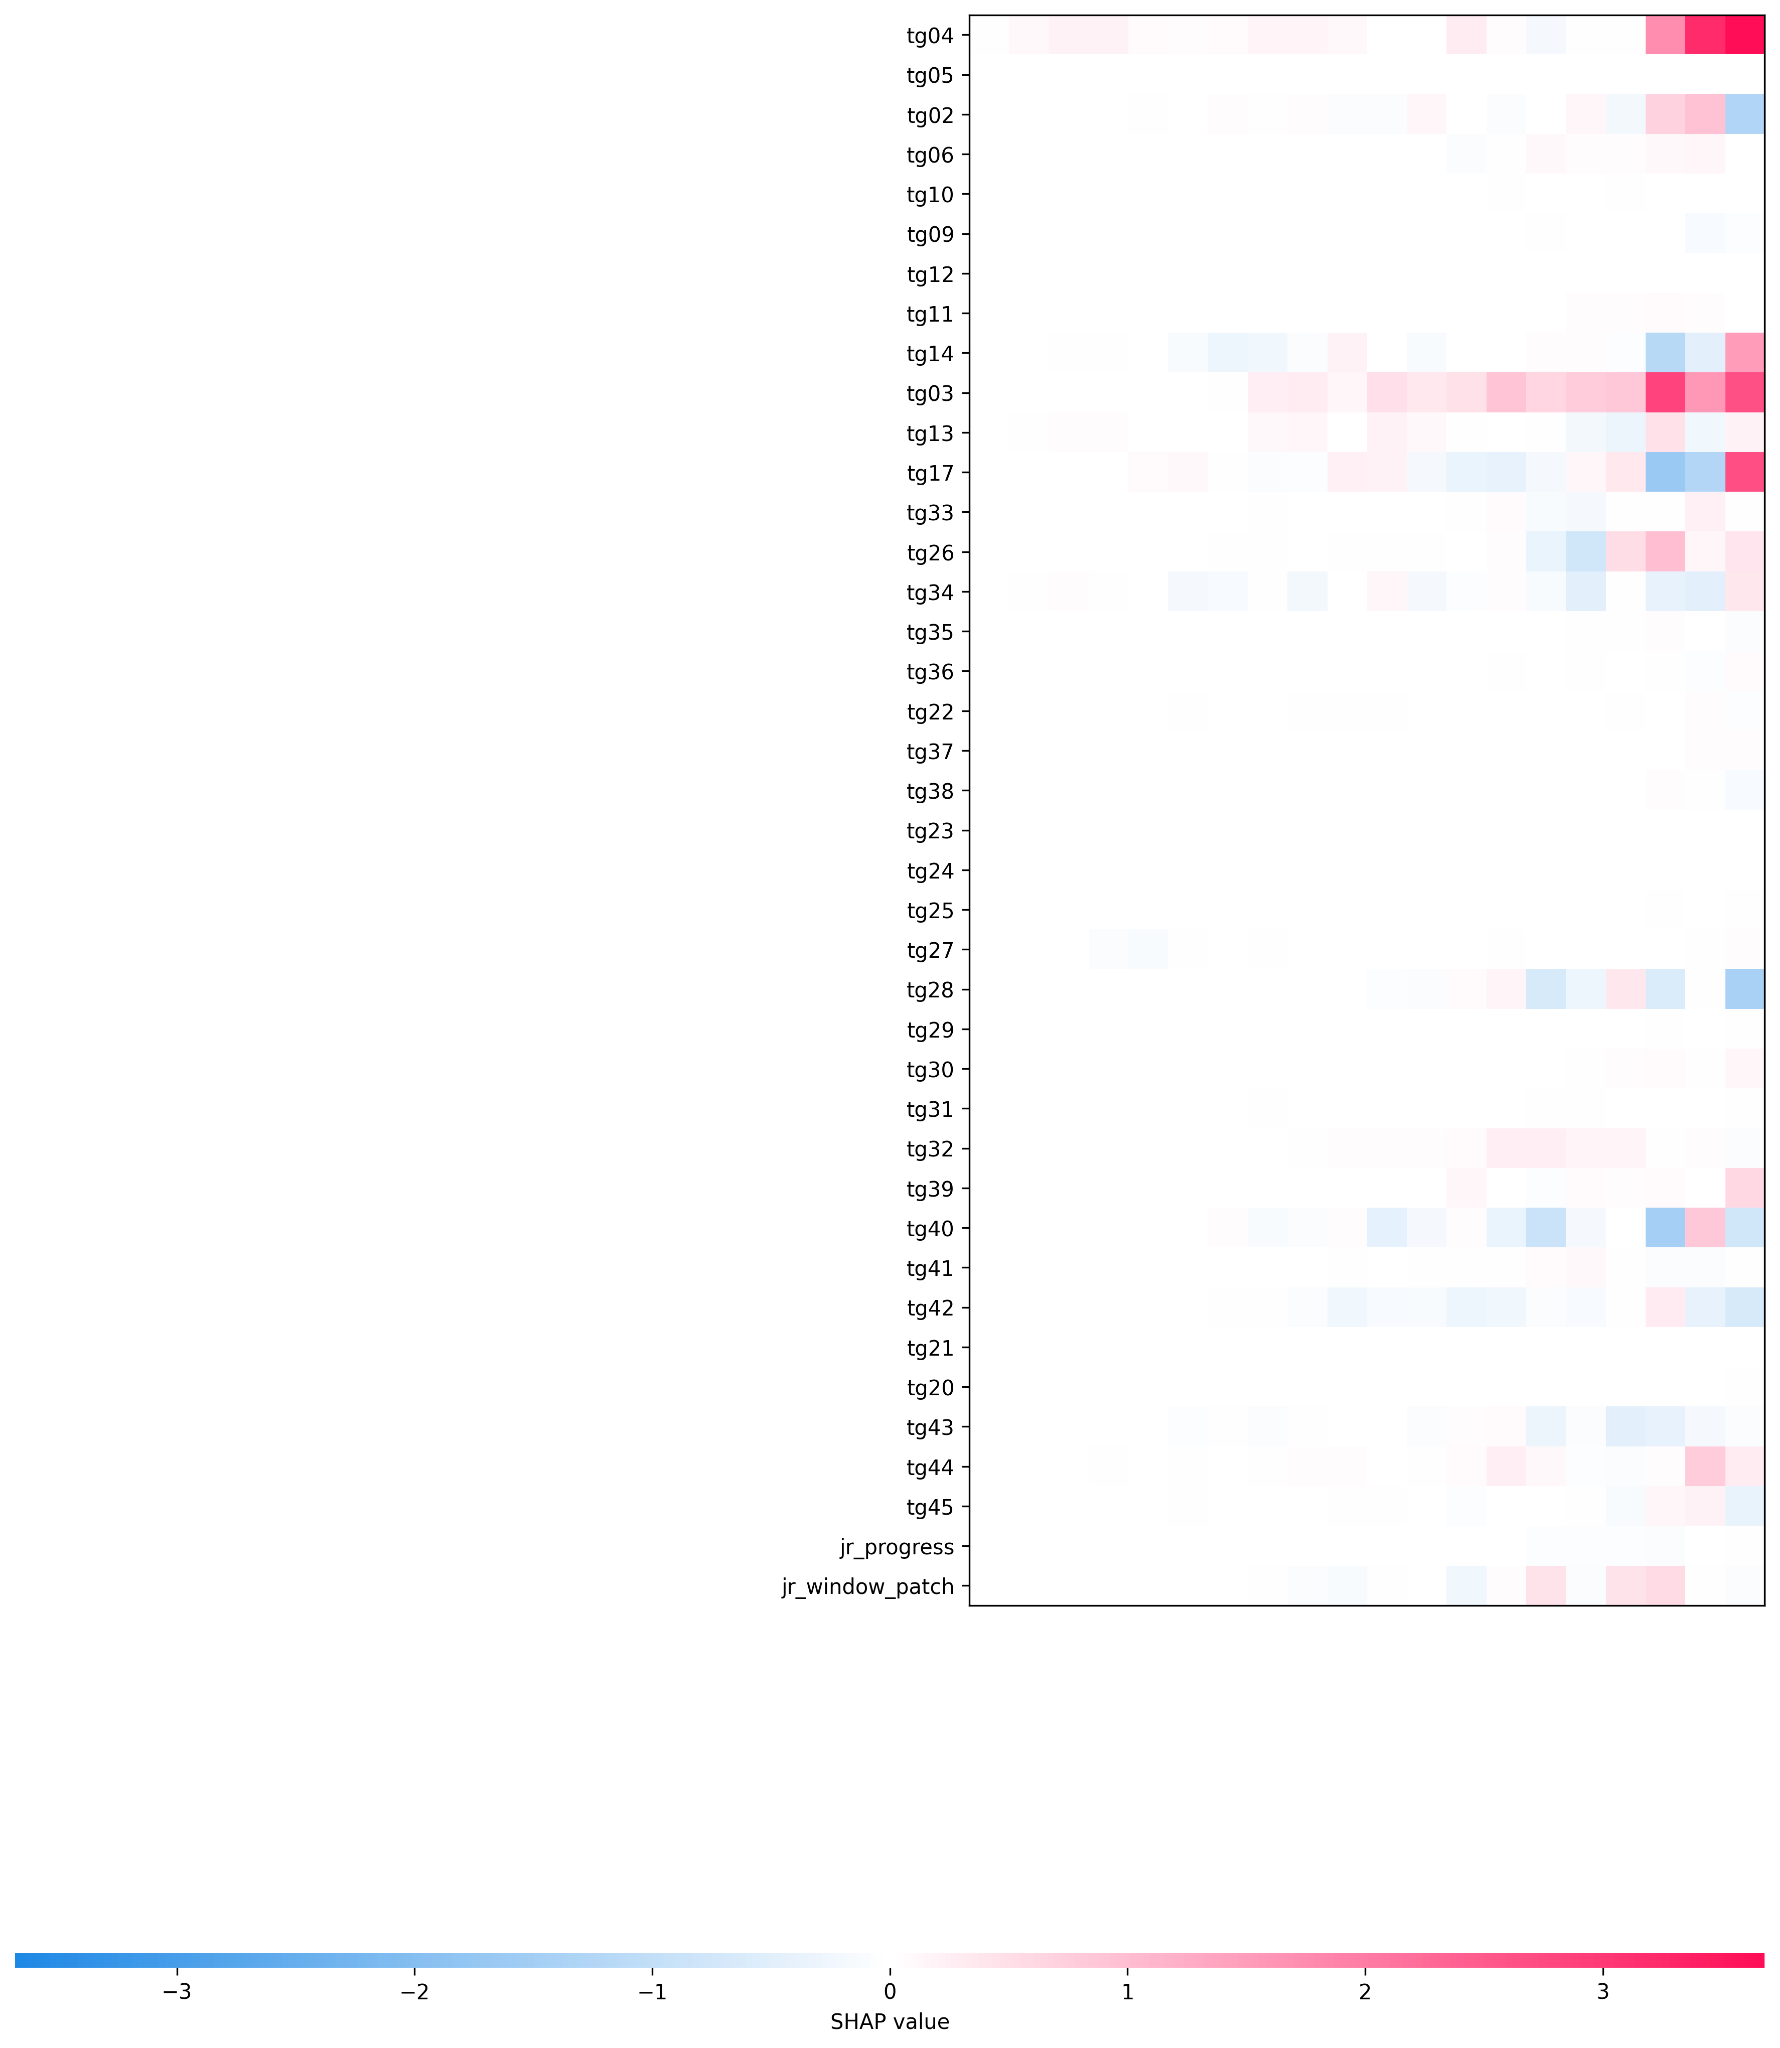 tg04
tg05
tg02
tg06
tg10
tg09
tg12
tg11
tg14
tg03
tg13
tg17
tg33
tg26
tg34
tg35
tg36
tg22
tg37
tg38
tg23
tg24
tg25
tg27
tg28
tg29
tg30
tg31
tg32
tg39
tg40
tg41
tg42
tg21
tg20
tg43
tg44
tg45
jr_progress
jr_window_patch
−3 −2 −1 0 1 2 3
SHAP value